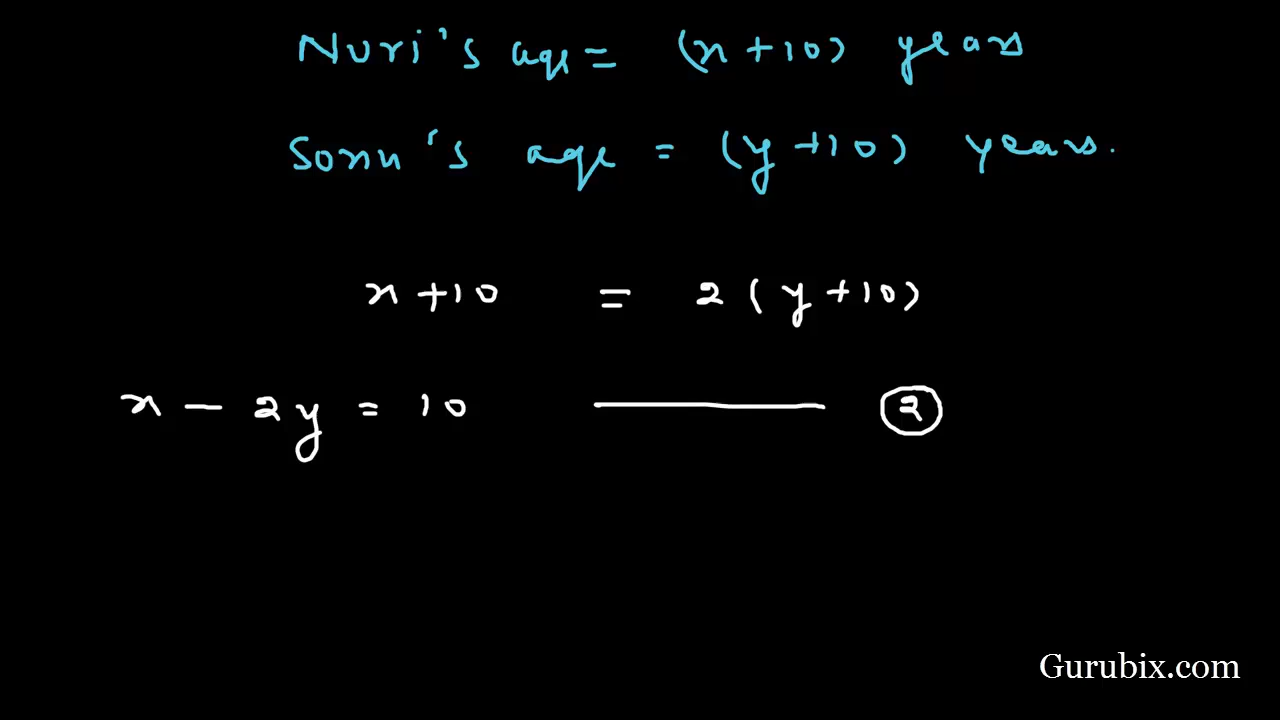 Nuri's age = (x+10) years
Sonu's age = (y+10) years.
x+10 = 2(y+10)
x - 2y = 10 ——— 2
Gurubix.com